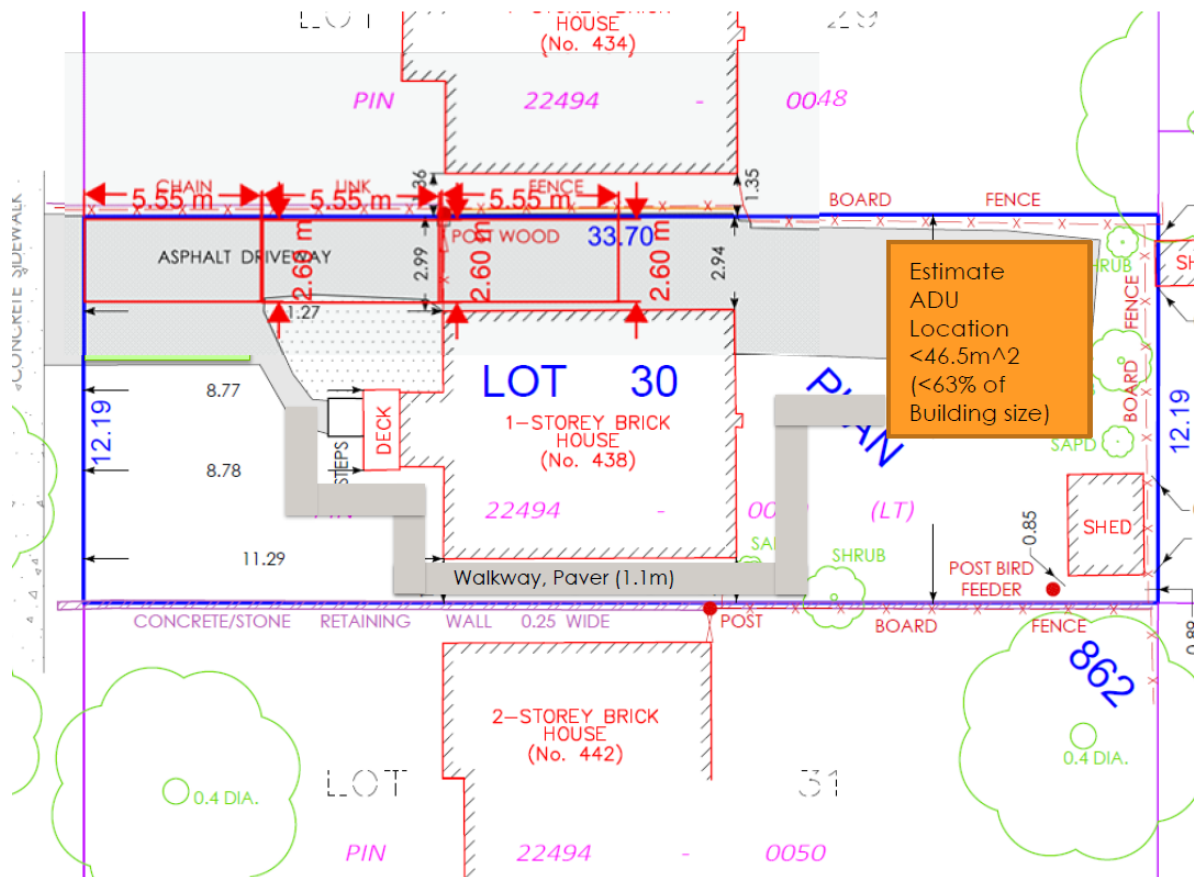 LOT 29
HOUSE
(No. 434)
PIN 22494 - 0048
CONCRETE SIDEWALK
CHAIN LINK FENCE
5.55 m 5.55 m 5.55 m
1.35
BOARD FENCE
ASPHALT DRIVEWAY
POST WOOD
33.70
2.60 m
2.99
2.60 m
2.60 m
2.94
Estimate
ADU
Location
<46.5m^2
(<63% of
Building size)
SHRUB
SH
FENCE
BOARD
12.19
12.19
8.77
8.78
11.29
STEPS
DECK
LOT 30
PLAN
1-STOREY BRICK
HOUSE
(No. 438)
22494 - (LT)
SAPD
SHED
0.85
SHRUB
POST BIRD
FEEDER
Walkway, Paver (1.1m)
CONCRETE/STONE RETAINING WALL 0.25 WIDE
POST
BOARD FENCE
0.89
862
2-STOREY BRICK
HOUSE
(No. 442)
LOT 31
0.4 DIA.
0.4 DIA.
PIN 22494 - 0050